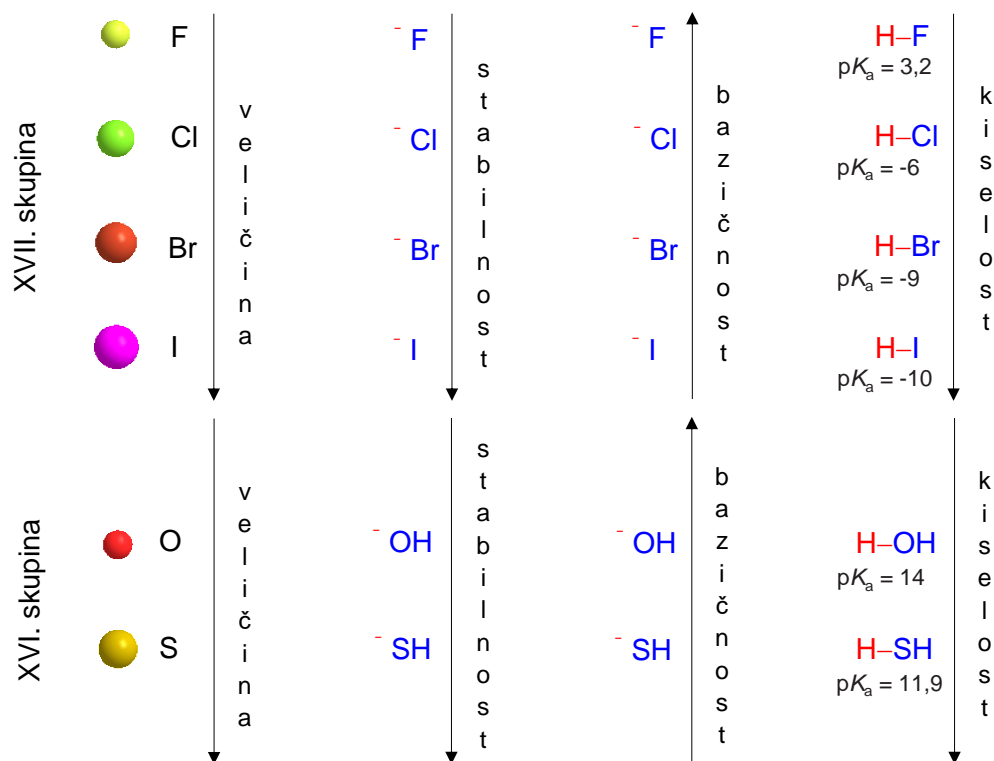 XVII. skupina
F
Cl
Br
I
veličina
⁻F
⁻Cl
⁻Br
⁻I
stabilnost
⁻F
⁻Cl
⁻Br
⁻I
bazičnost
H–F
pKa = 3,2
H–Cl
pKa = -6
H–Br
pKa = -9
H–I
pKa = -10
kiselost
XVI. skupina
O
S
veličina
⁻OH
⁻SH
stabilnost
⁻OH
⁻SH
bazičnost
H–OH
pKa = 14
H–SH
pKa = 11,9
kiselost